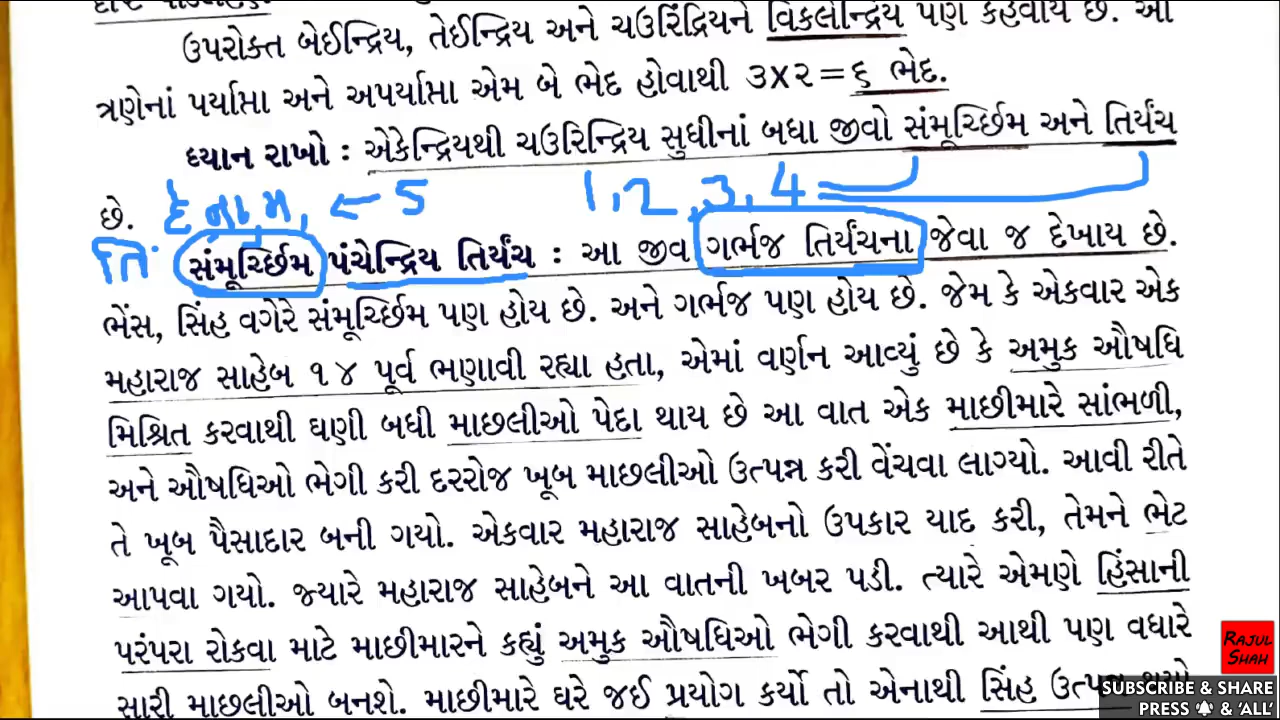 ઉપરોક્ત બેઈન્દ્રિય, તેઈન્દ્રિય અને ચઉરિંદ્રિયને વિકલેન્દ્રિય પણ કહેવાય છે. આ
ત્રણેનાં પર્યાપ્તા અને અપર્યાપ્તા એમ બે ભેદ હોવાથી ૩x૨ = ૬ ભેદ.
ધ્યાન રાખો : એકેન્દ્રિયથી ચઉરિન્દ્રિય સુધીનાં બધા જીવો સંમૂર્ચ્છિમ અને તિર્યંચ
છે. દે ના મ, ← 5 1, 2, 3, 4
તિ. સંમૂર્ચ્છિમ પંચેન્દ્રિય તિર્યંચ : આ જીવ ગર્ભજ તિર્યંચના જેવા જ દેખાય છે.
ભેંસ, સિંહ વગેરે સંમૂર્ચ્છિમ પણ હોય છે. અને ગર્ભજ પણ હોય છે. જેમ કે એકવાર એક
મહારાજ સાહેબ ૧૪ પૂર્વ ભણાવી રહ્યા હતા, એમાં વર્ણન આવ્યું છે કે અમુક ઔષધિ
મિશ્રિત કરવાથી ઘણી બધી માછલીઓ પેદા થાય છે આ વાત એક માછીમારે સાંભળી,
અને ઔષધિઓ ભેગી કરી દરરોજ ખૂબ માછલીઓ ઉત્પન્ન કરી વેંચવા લાગ્યો. આવી રીતે
તે ખૂબ પૈસાદાર બની ગયો. એકવાર મહારાજ સાહેબનો ઉપકાર યાદ કરી, તેમને ભેટ
આપવા ગયો. જ્યારે મહારાજ સાહેબને આ વાતની ખબર પડી. ત્યારે એમણે હિંસાની
પરંપરા રોકવા માટે માછીમારને કહ્યું અમુક ઔષધિઓ ભેગી કરવાથી આથી પણ વધારે
સારી માછલીઓ બનશે. માછીમારે ઘરે જઈ પ્રયોગ કર્યો તો એનાથી સિંહ ઉત્પન્ન થયો
RAJUL
SHAH
SUBSCRIBE & SHARE
PRESS & 'ALL'